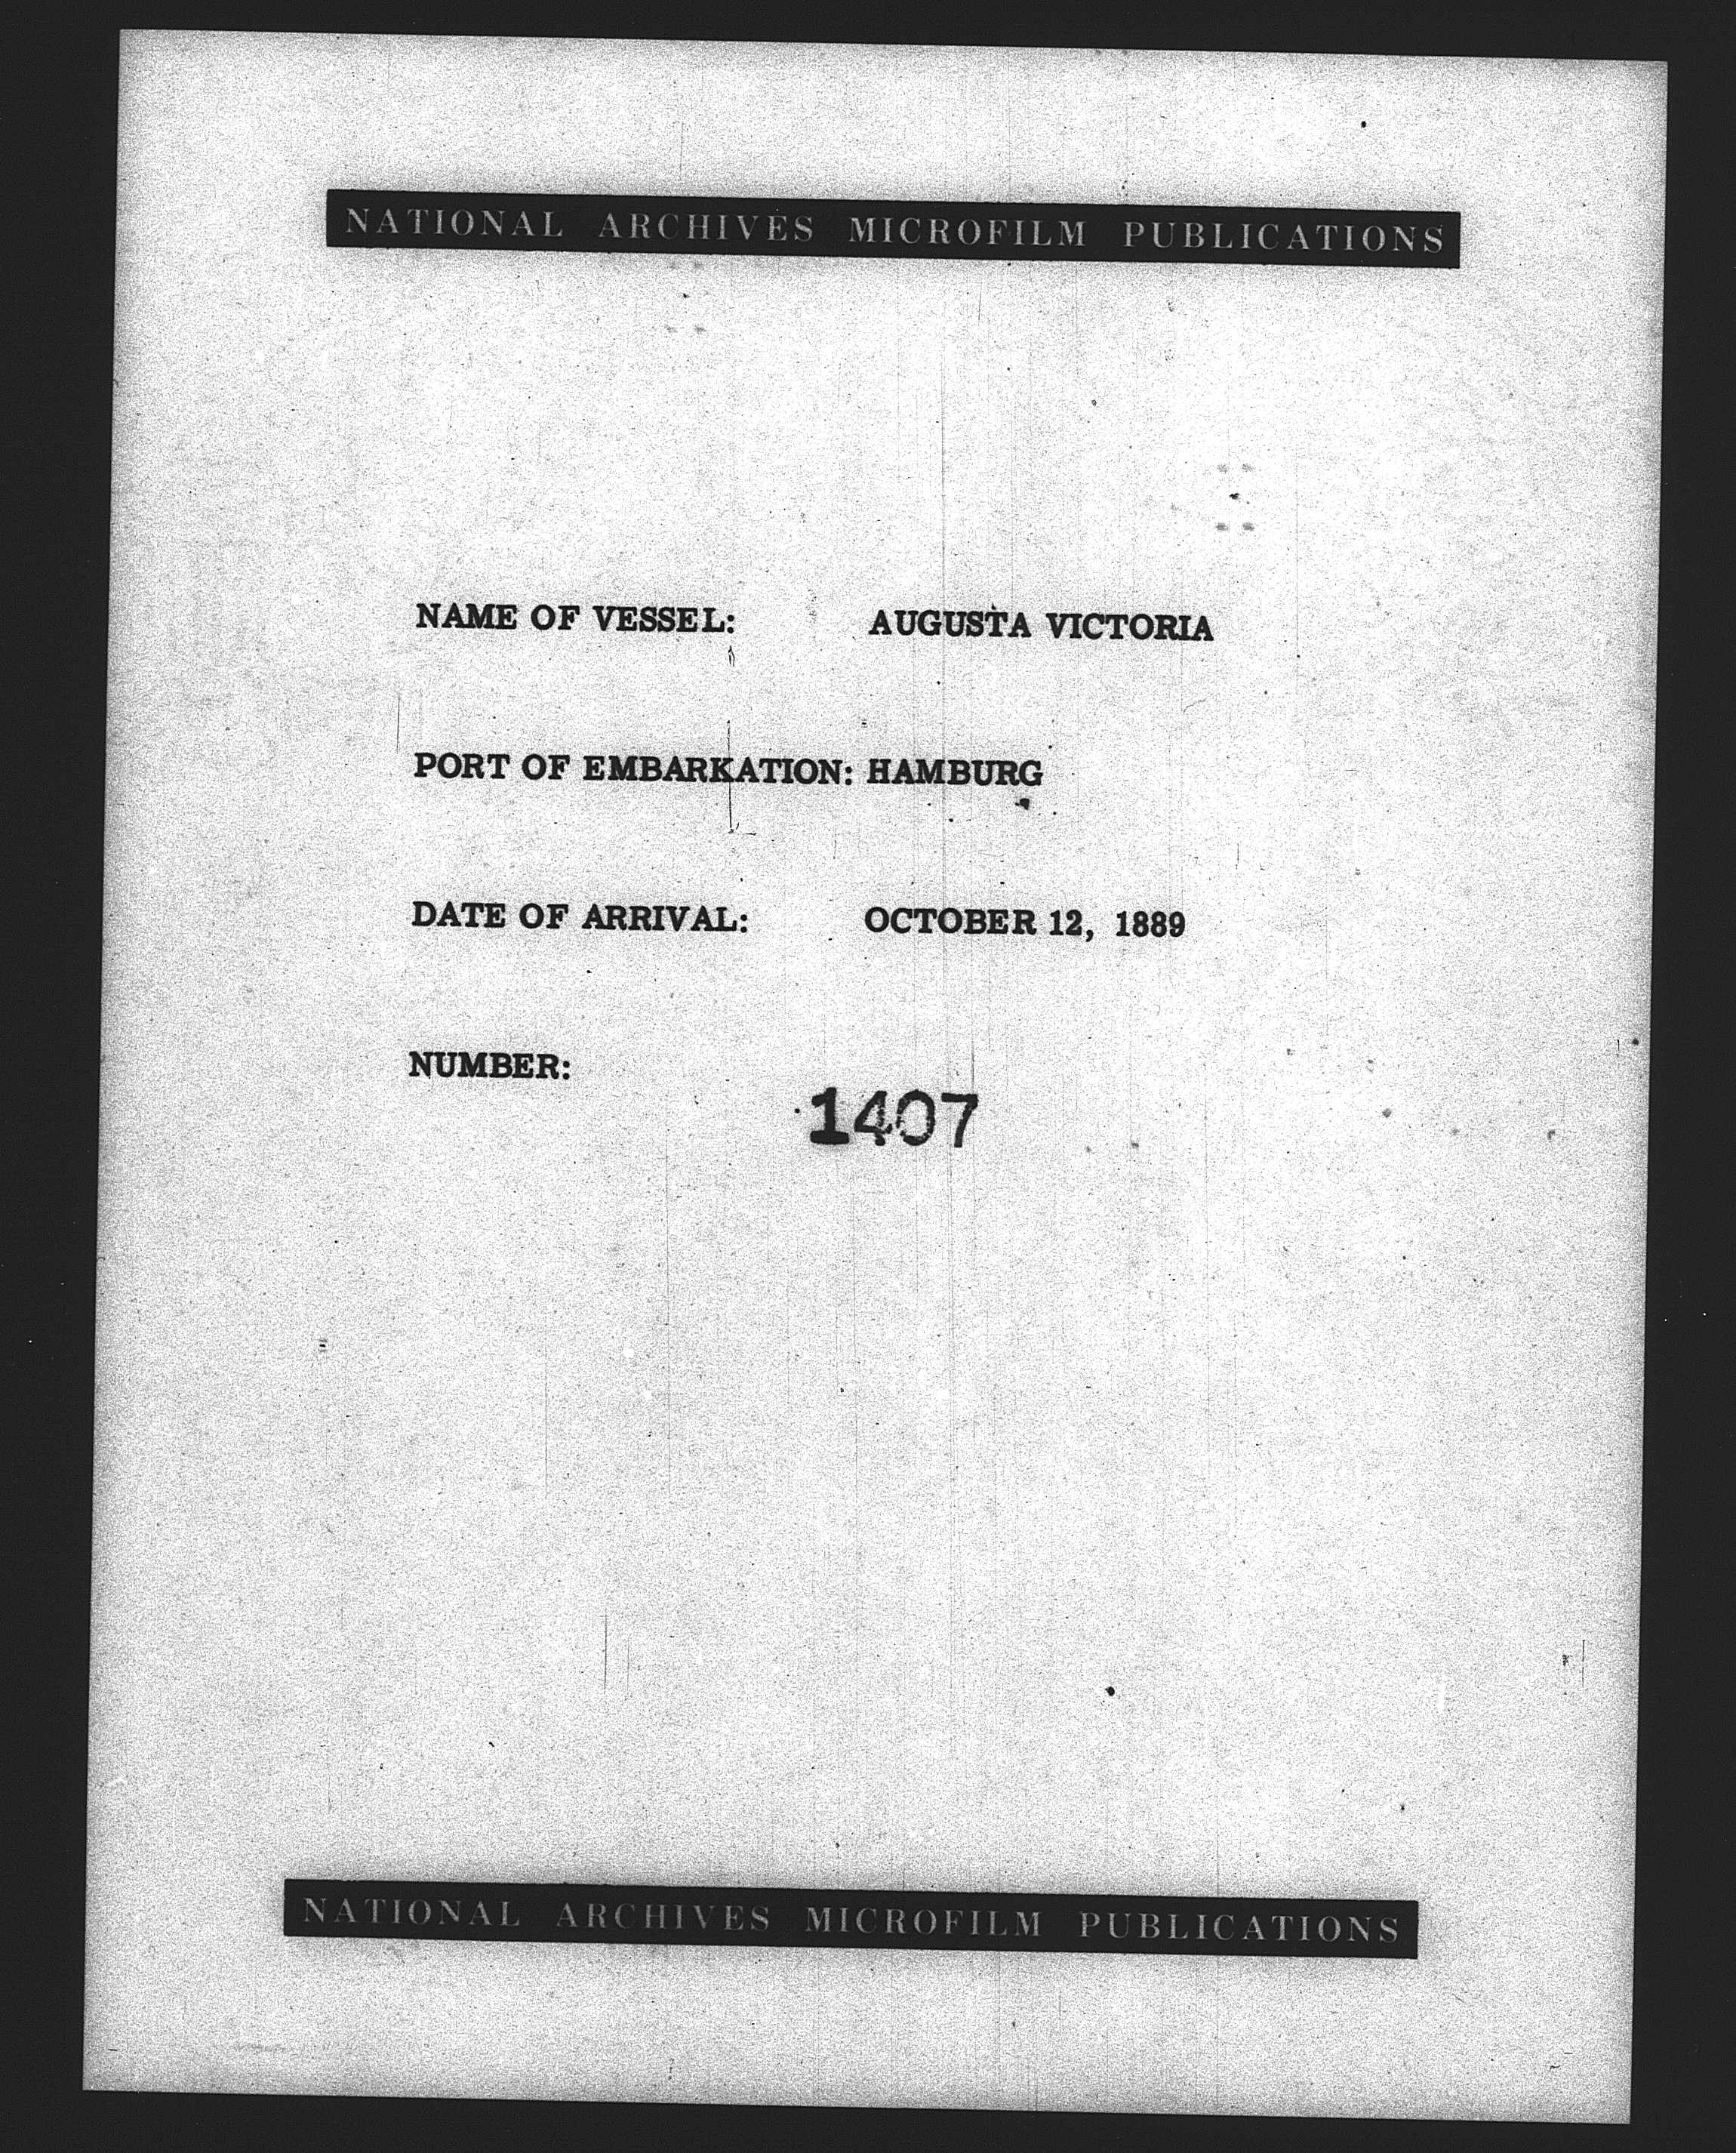 NATIONAL ARCHIVES MICROFILM PUBLICATIONS
NAME OF VESSEL: AUGUSTA VICTORIA
PORT OF EMBARKATION: HAMBURG
DATE OF ARRIVAL: OCTOBER 12, 1889
NUMBER:
1407
NATIONAL ARCHIVES MICROFILM PUBLICATIONS